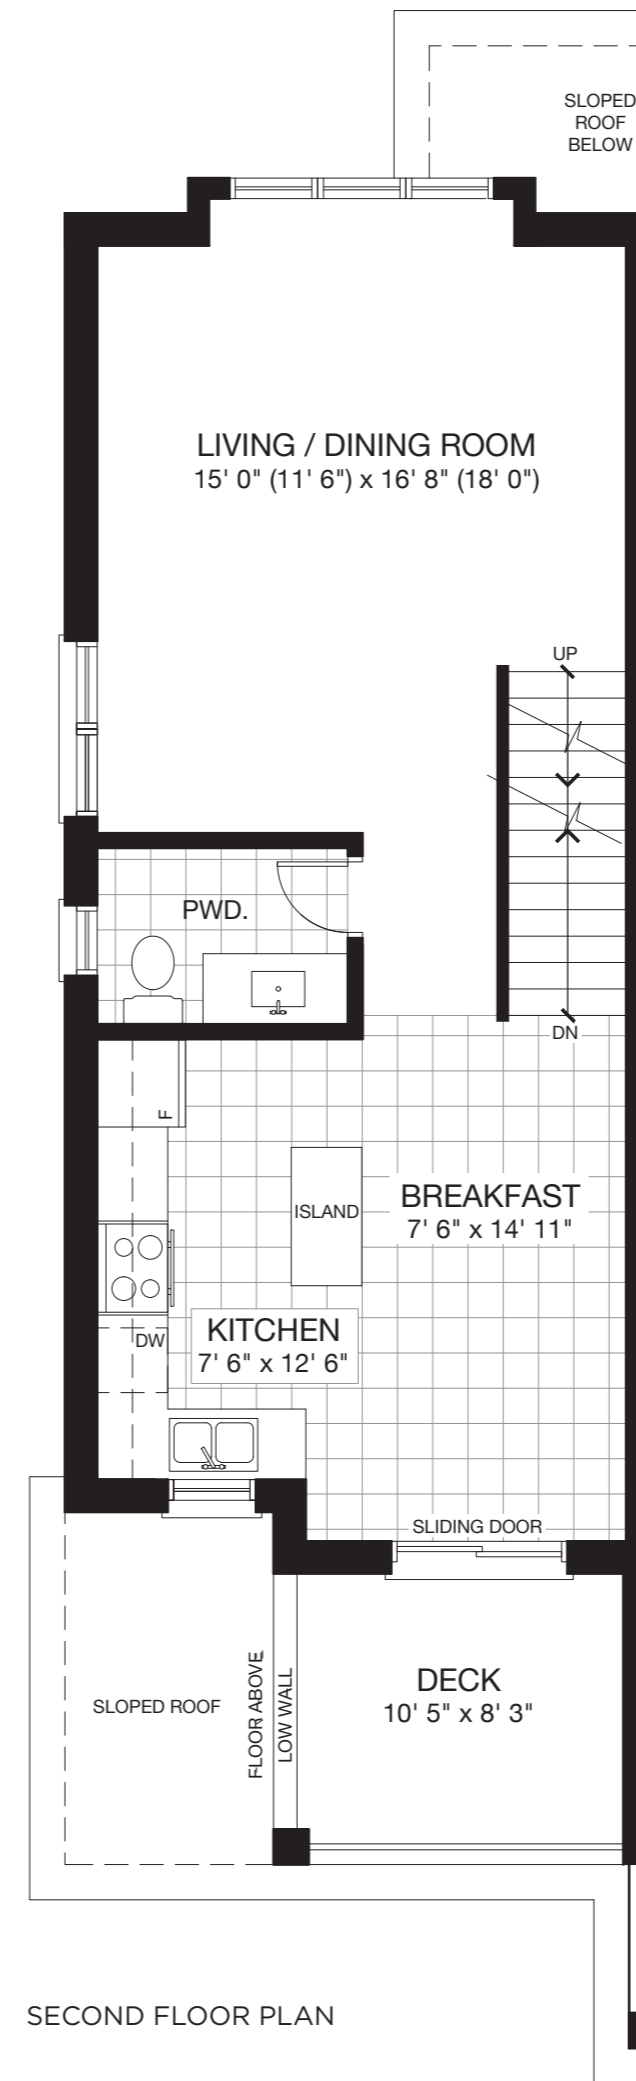 SLOPED
ROOF
BELOW
LIVING / DINING ROOM
15' 0" (11' 6") x 16' 8" (18' 0")
UP
PWD.
DN
F
ISLAND
BREAKFAST
7' 6" x 14' 11"
DW
KITCHEN
7' 6" x 12' 6"
SLIDING DOOR
FLOOR ABOVE
LOW WALL
DECK
10' 5" x 8' 3"
SLOPED ROOF
SECOND FLOOR PLAN